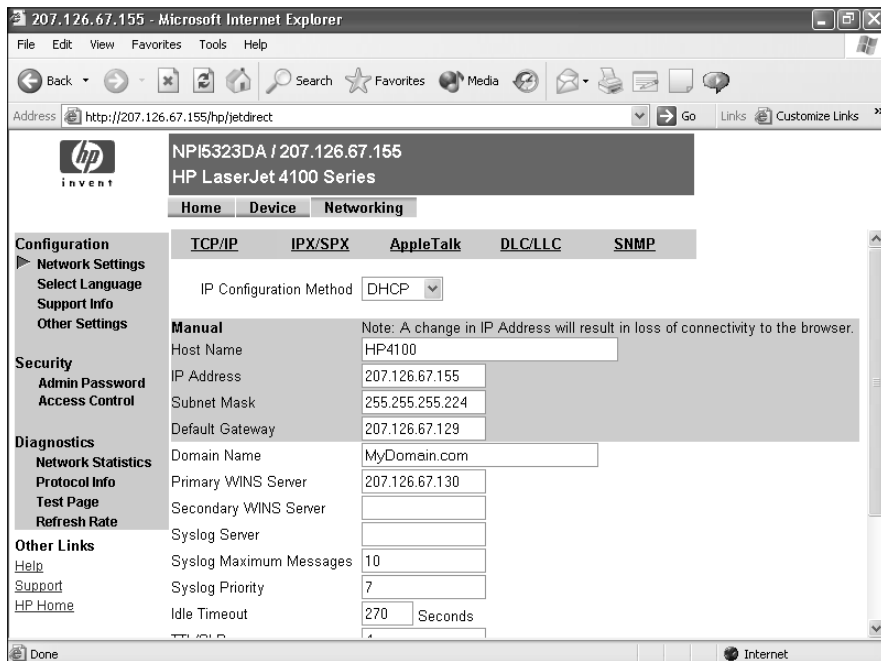 207.126.67.155 - Microsoft Internet Explorer
File Edit View Favorites Tools Help
Back Search Favorites Media
Address http://207.126.67.155/hp/jetdirect Go Links Customize Links »
hp
invent
NPI5323DA / 207.126.67.155
HP LaserJet 4100 Series
Home Device Networking
Configuration
Network Settings
Select Language
Support Info
Other Settings
Security
Admin Password
Access Control
Diagnostics
Network Statistics
Protocol Info
Test Page
Refresh Rate
Other Links
Help
Support
HP Home
TCP/IP IPX/SPX AppleTalk DLC/LLC SNMP
IP Configuration Method DHCP
Manual Note: A change in IP Address will result in loss of connectivity to the browser.
Host Name HP4100
IP Address 207.126.67.155
Subnet Mask 255.255.255.224
Default Gateway 207.126.67.129
Domain Name MyDomain.com
Primary WINS Server 207.126.67.130
Secondary WINS Server
Syslog Server
Syslog Maximum Messages 10
Syslog Priority 7
Idle Timeout 270 Seconds
Done Internet